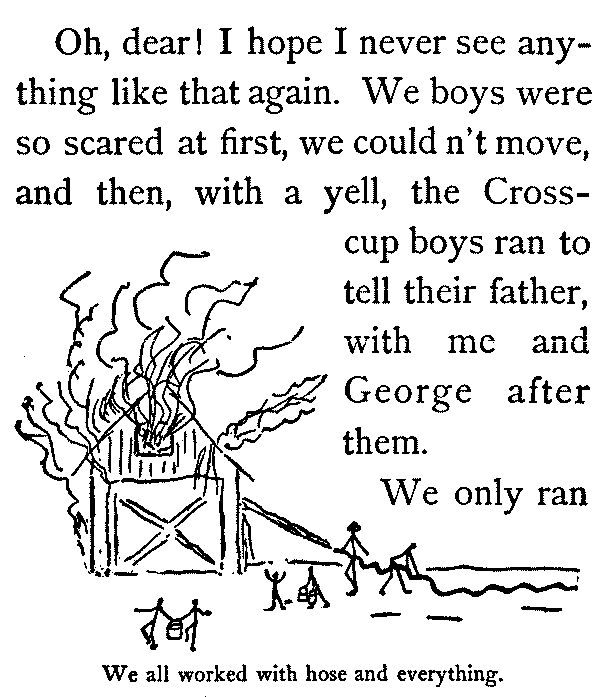 Oh, dear! I hope I never see any-
thing like that again. We boys were
so scared at first, we could n't move,
and then, with a yell, the Cross-
cup boys ran to
tell their father,
with me and
George after
them.
We only ran
We all worked with hose and everything.